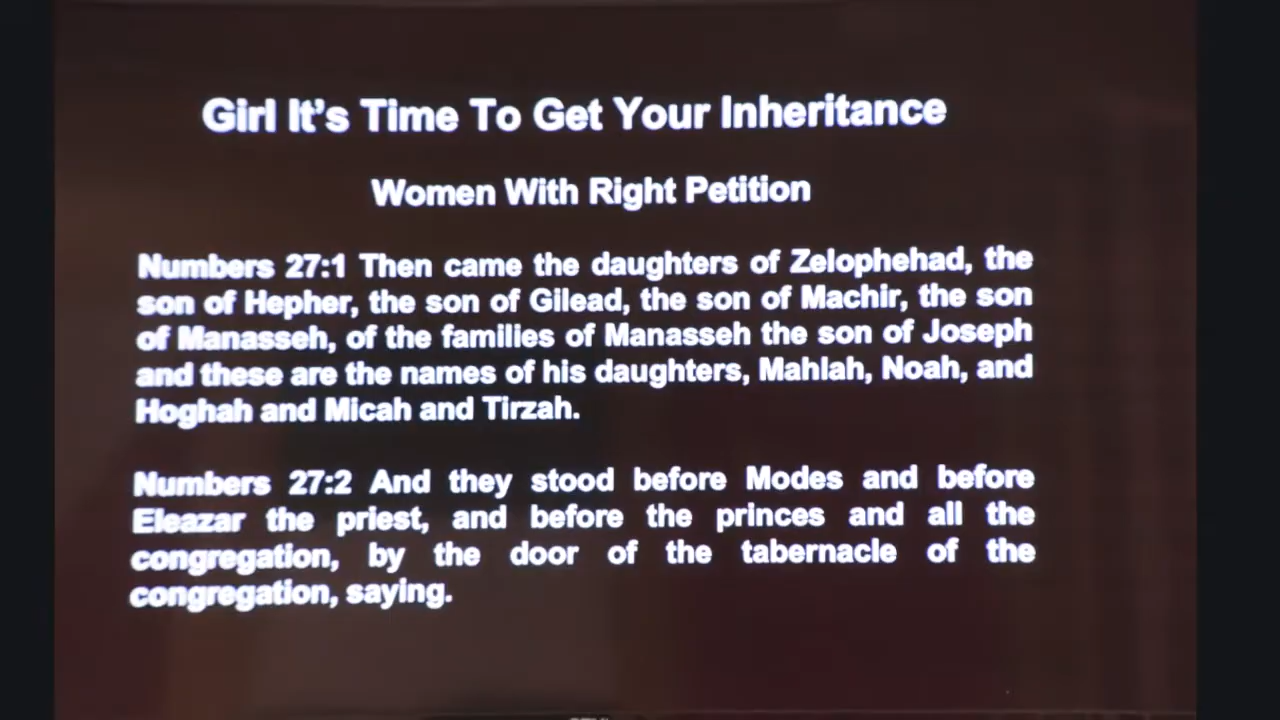 Girl It's Time To Get Your Inheritance
Women With Right Petition
Numbers 27:1 Then came the daughters of Zelophehad, the
son of Hepher, the son of Gilead, the son of Machir, the son
of Manasseh, of the families of Manasseh the son of Joseph
and these are the names of his daughters, Mahlah, Noah, and
Hoghah and Micah and Tirzah.
Numbers 27:2 And they stood before Modes and before
Eleazar the priest, and before the princes and all the
congregation, by the door of the tabernacle of the
congregation, saying.